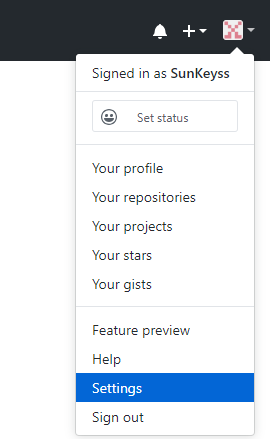 Signed in as SunKeyss
Set status
Your profile
Your repositories
Your projects
Your stars
Your gists
Feature preview
Help
Settings
Sign out